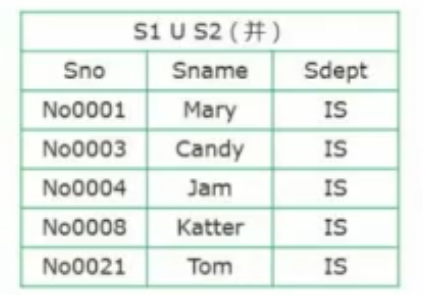 S1 U S2 ( 并 )
Sno Sname Sdept
No0001 Mary IS
No0003 Candy IS
No0004 Jam IS
No0008 Katter IS
No0021 Tom IS